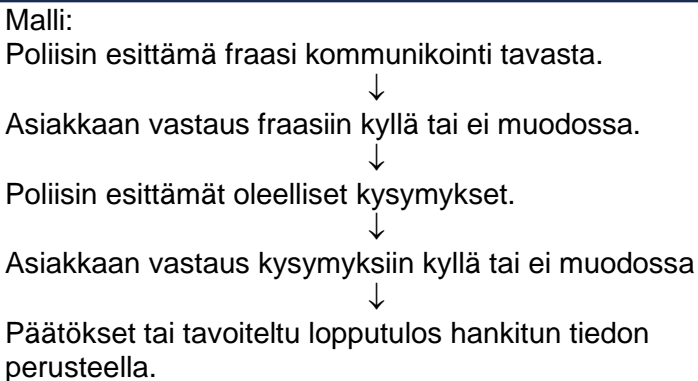 Malli:
Poliisin esittämä fraasi kommunikointi tavasta.
↓
Asiakkaan vastaus fraasiin kyllä tai ei muodossa.
↓
Poliisin esittämät oleelliset kysymykset.
↓
Asiakkaan vastaus kysymyksiin kyllä tai ei muodossa
↓
Päätökset tai tavoiteltu lopputulos hankitun tiedon
perusteella.